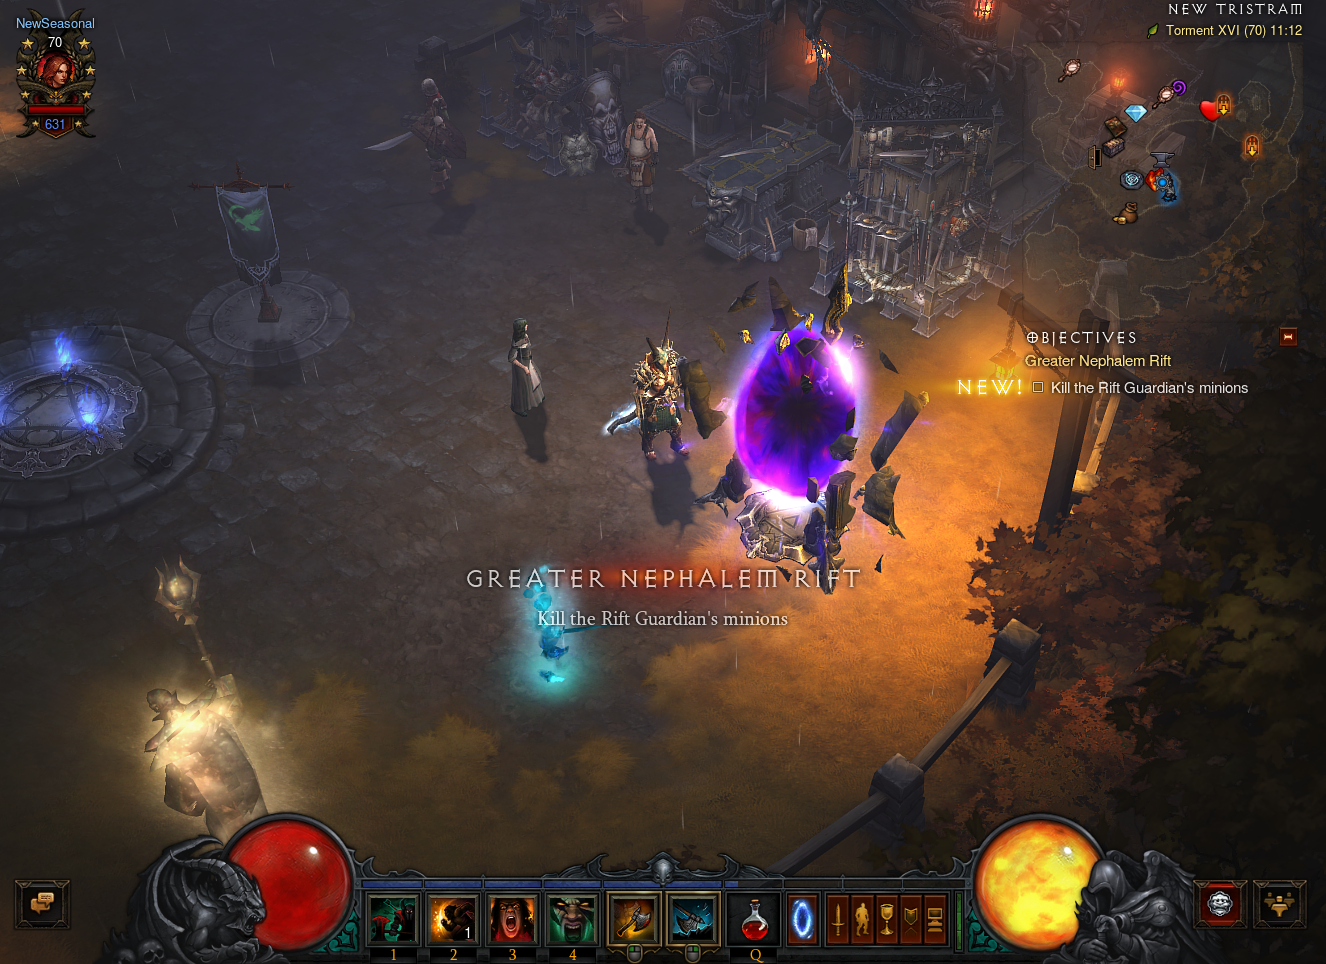 NewSeasonal
70
631
NEW TRISTRAM
Torment XVI (70) 11:12
OBJECTIVES
Greater Nephalem Rift
NEW! Kill the Rift Guardian's minions
GREATER NEPHALEM RIFT
Kill the Rift Guardian's minions
1
1 2 3 4 Q